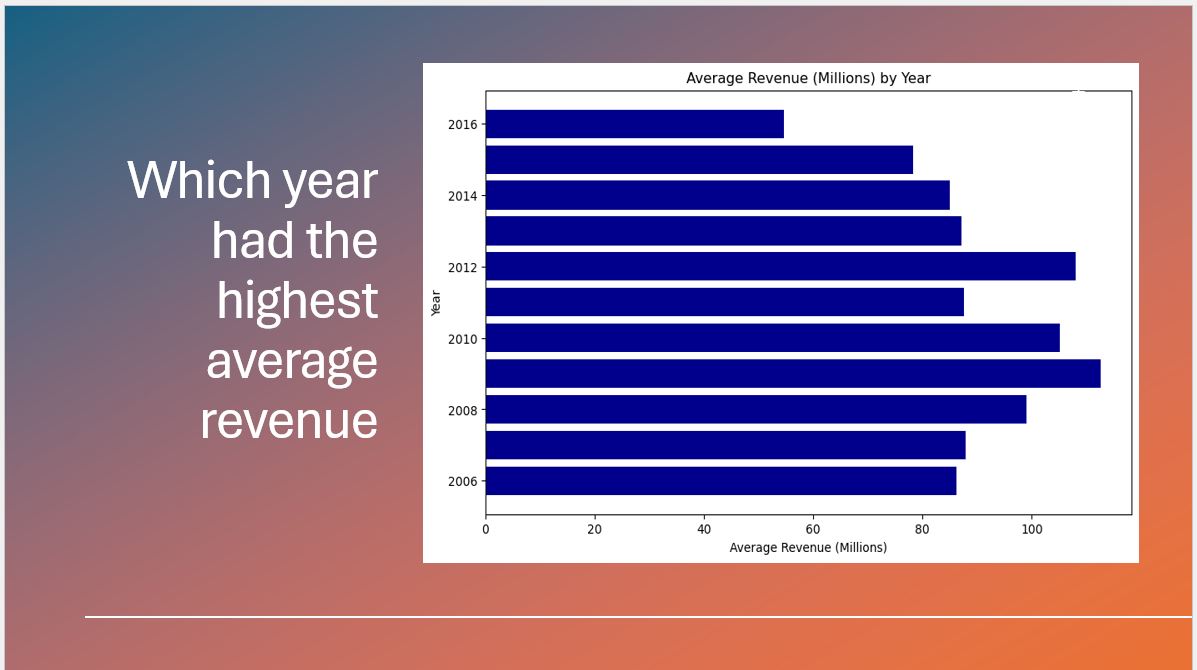 Which year
had the
highest
average
revenue
Average Revenue (Millions) by Year
2016
2014
2012
2010
2008
2006
Year
0 20 40 60 80 100
Average Revenue (Millions)